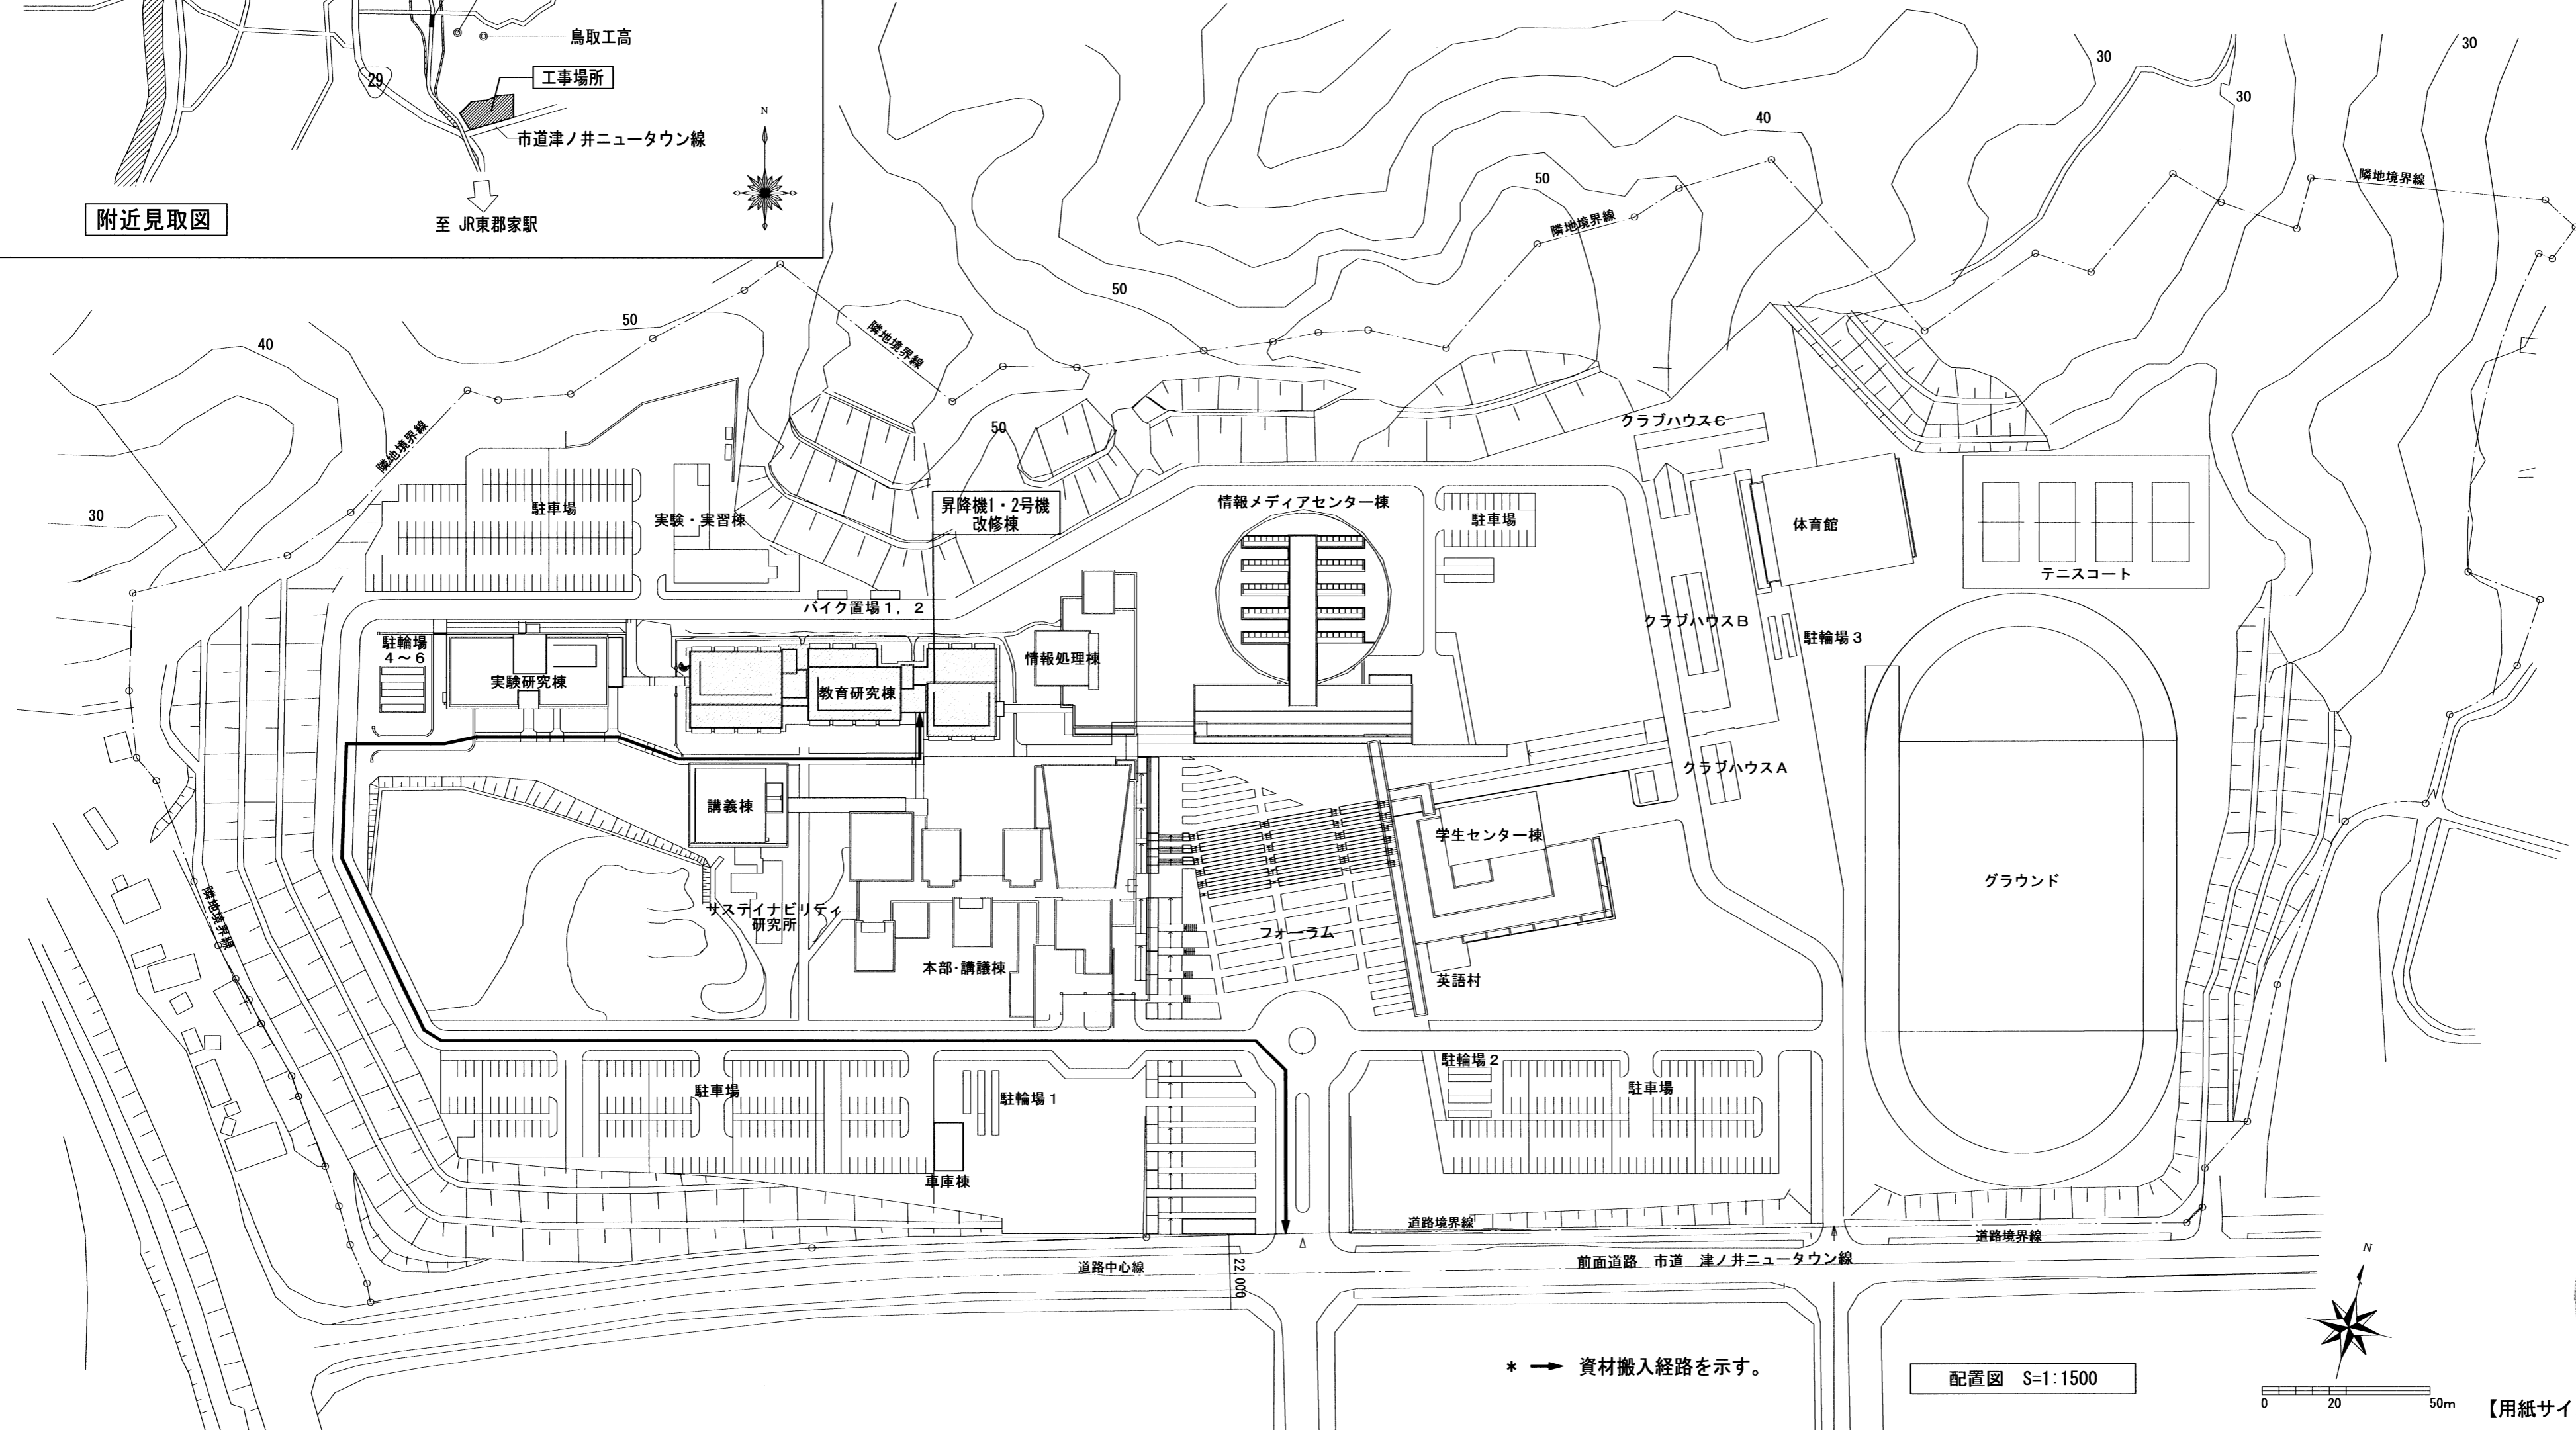 鳥取工高
29
工事場所
市道津ノ井ニュータウン線
N
附近見取図
至 JR東郡家駅
30
30
30
40
50
隣地境界線
隣地境界線
50
50
40
隣地境界線
隣地境界線
50
30
クラブハウスC
駐車場
実験・実習棟
昇降機1・2号機
改修棟
情報メディアセンター棟
駐車場
体育館
テニスコート
バイク置場1, 2
クラブハウスB
駐輪場3
駐輪場
4～6
実験研究棟
教育研究棟
情報処理棟
クラブハウスA
講義棟
学生センター棟
グラウンド
隣地境界線
サステイナビリティ
研究所
フォーラム
本部・講議棟
英語村
駐車場
駐輪場1
駐輪場2
駐車場
車庫棟
道路境界線
道路境界線
道路中心線
22,000
前面道路 市道 津ノ井ニュータウン線
N
* → 資材搬入経路を示す。
配置図 S=1:1500
0 20 50m
【用紙サイ